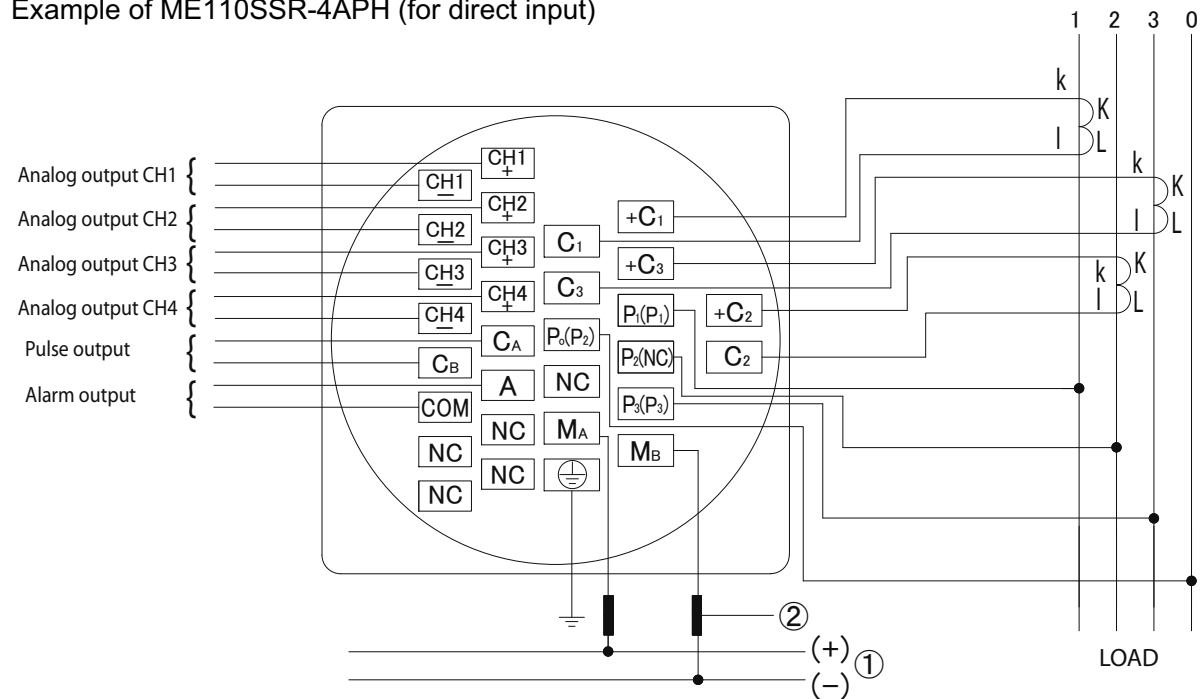 Example of ME110SSR-4APH (for direct input)
1 2 3 0
k
K
l
L
k
K
l
L
k
K
l
L
Analog output CH1 {
Analog output CH2 {
Analog output CH3 {
Analog output CH4 {
Pulse output {
Alarm output {
CH1
+
CH1
−
CH2
+
CH2
−
CH3
+
CH3
−
CH4
+
CH4
−
CA
CB
A
COM
NC
NC
NC
NC
C1
C3
P0(P2)
NC
MA
+C1
+C3
P1(P1)
P2(NC)
P3(P3)
MB
+C2
C2
②
(+)
(−)
①
LOAD